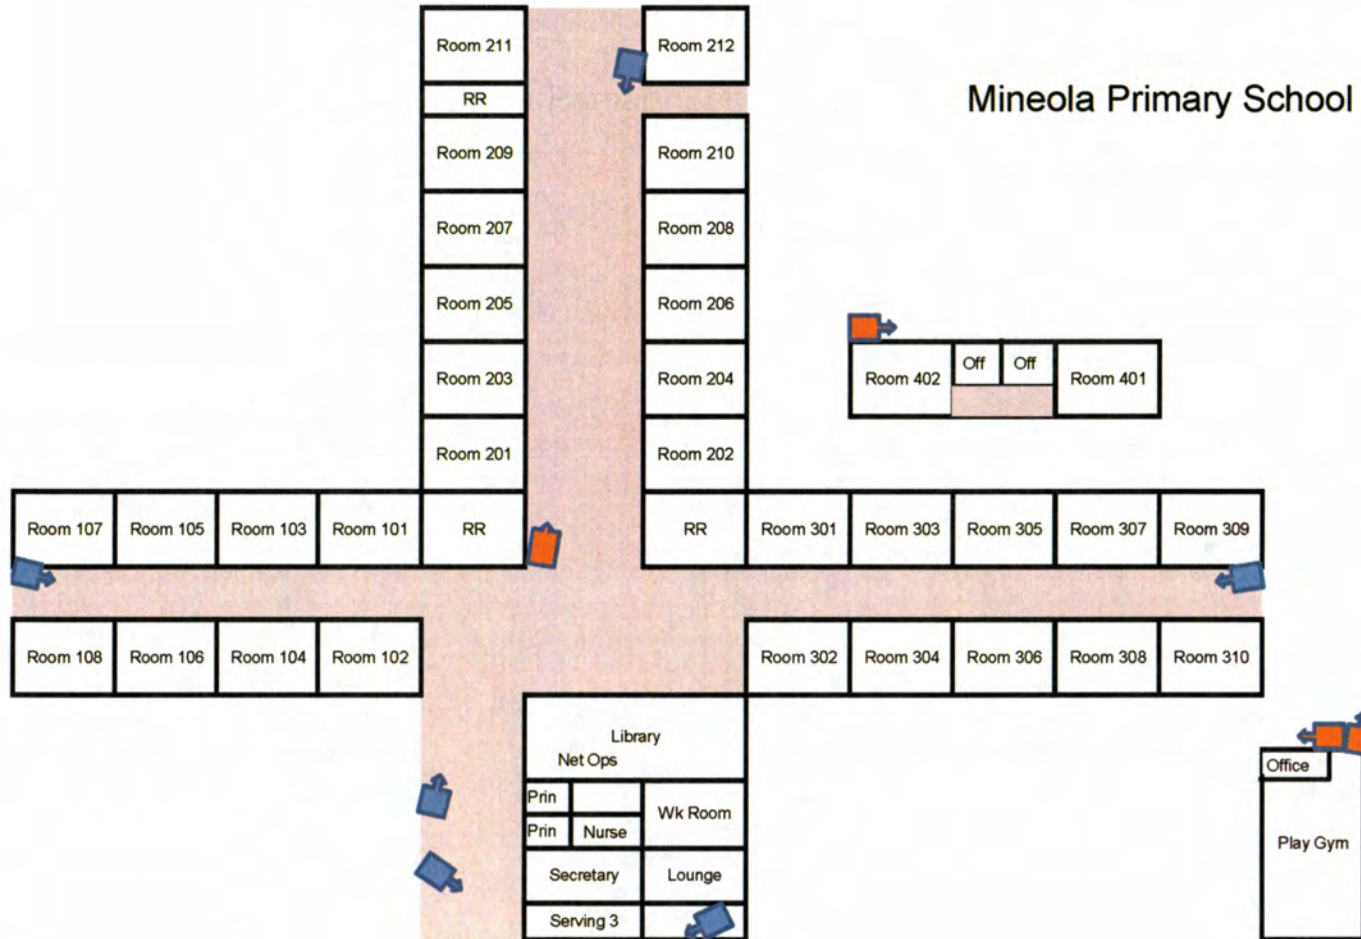 Mineola Primary School
Room 211
Room 212
RR
Room 209
Room 210
Room 207
Room 208
Room 205
Room 206
Room 203
Room 204
Room 402
Off
Off
Room 401
Room 201
Room 202
Room 107
Room 105
Room 103
Room 101
RR
RR
Room 301
Room 303
Room 305
Room 307
Room 309
Room 108
Room 106
Room 104
Room 102
Room 302
Room 304
Room 306
Room 308
Room 310
Library
Net Ops
Prin
Wk Room
Prin
Nurse
Secretary
Lounge
Serving 3
Office
Play Gym